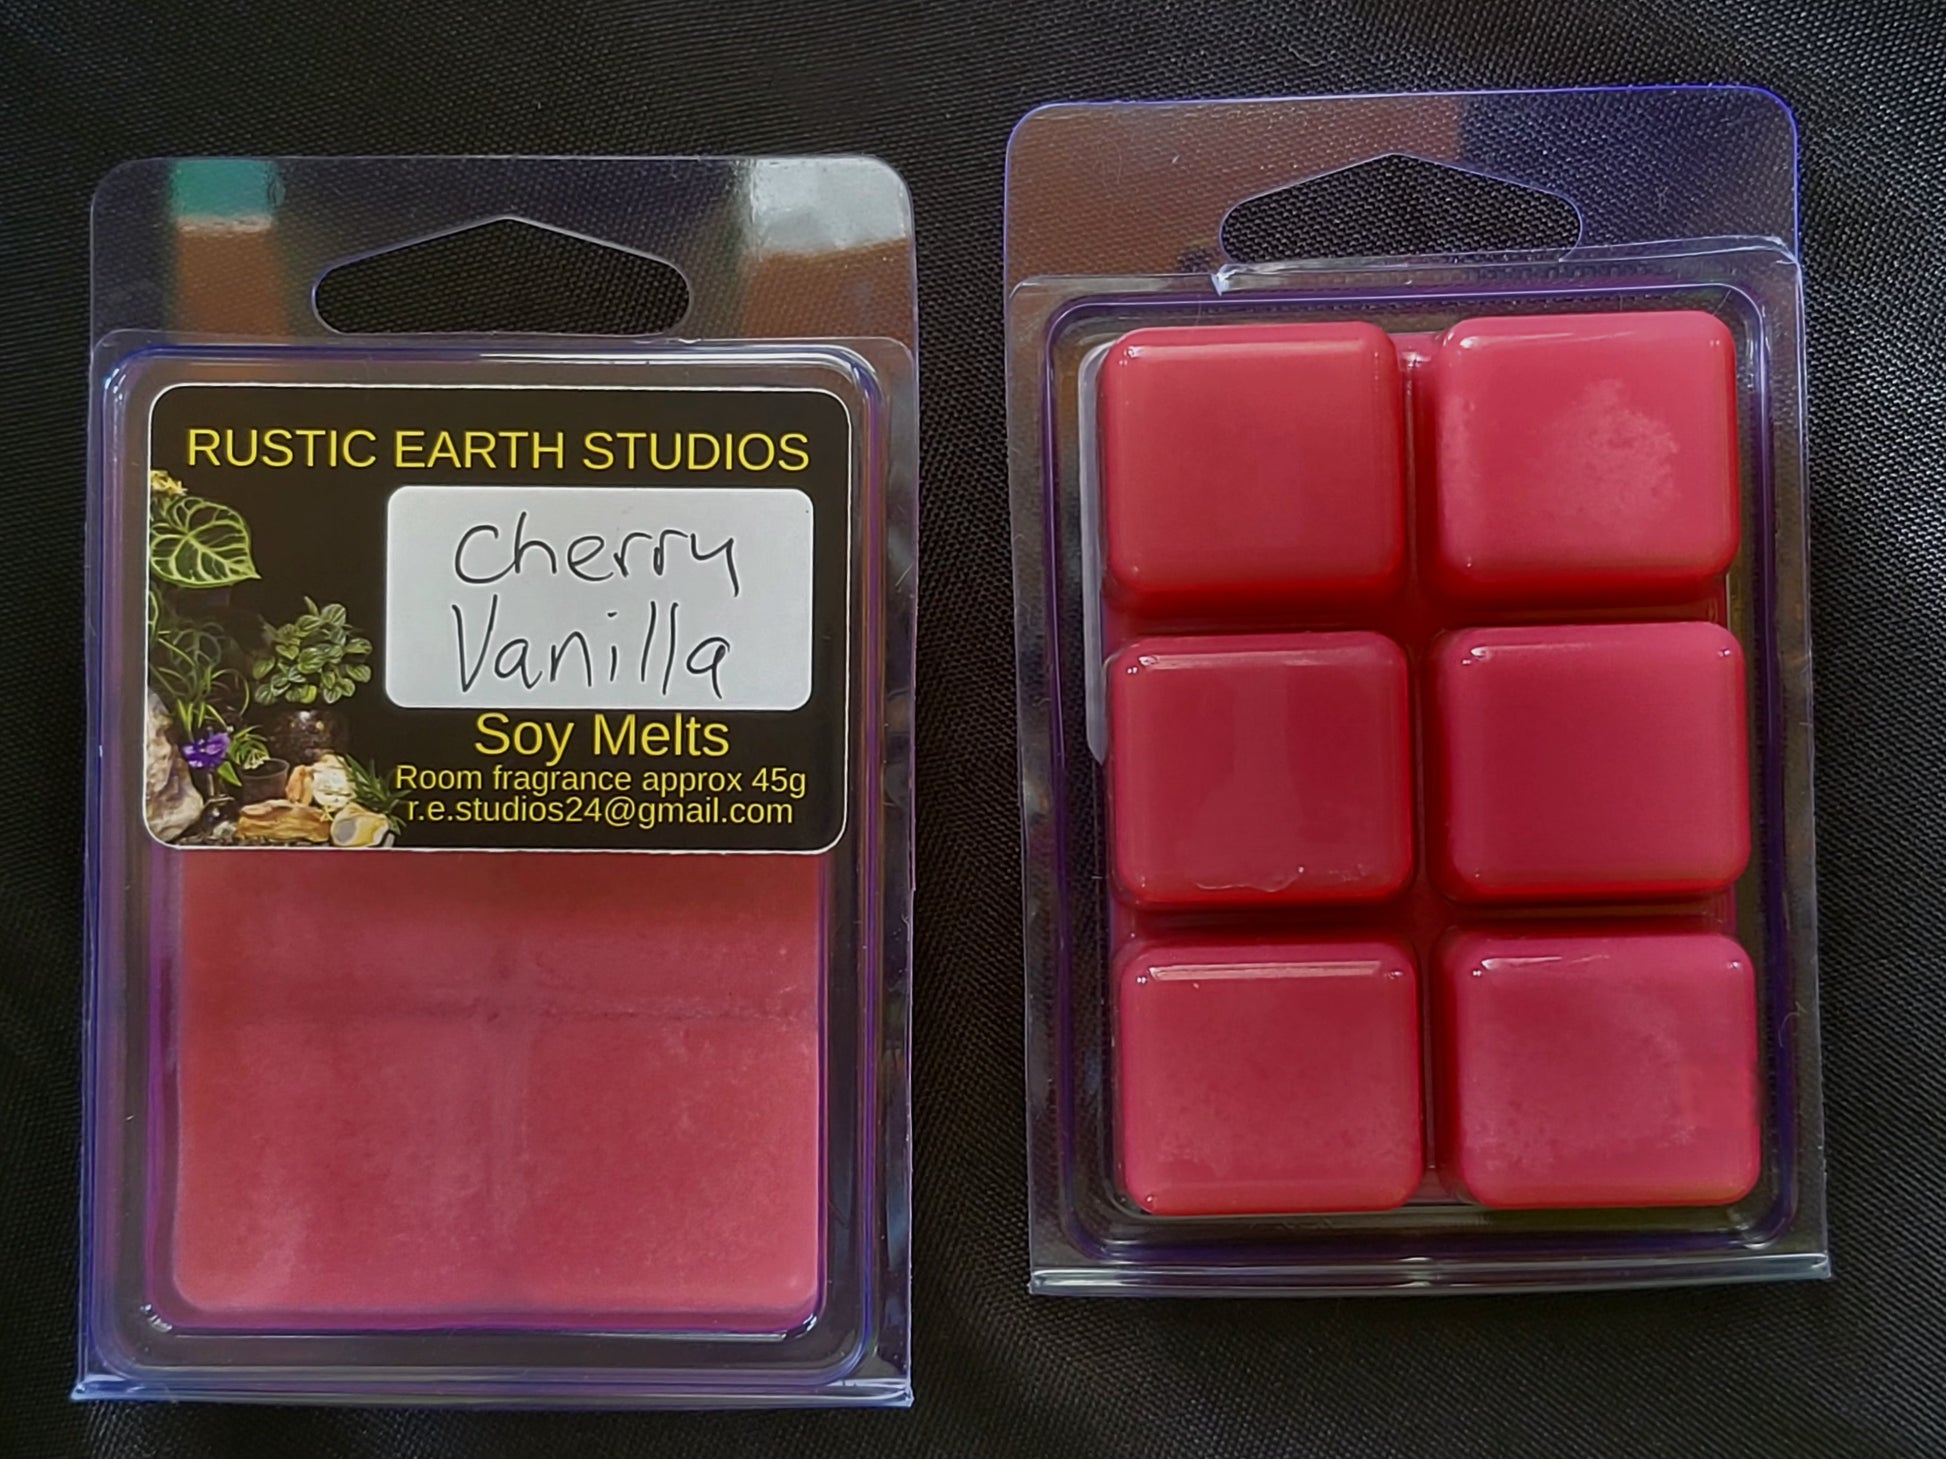 RUSTIC EARTH STUDIOS
Cherry
Vanilla
Soy Melts
Room fragrance approx 45g
r.e.studios24@gmail.com